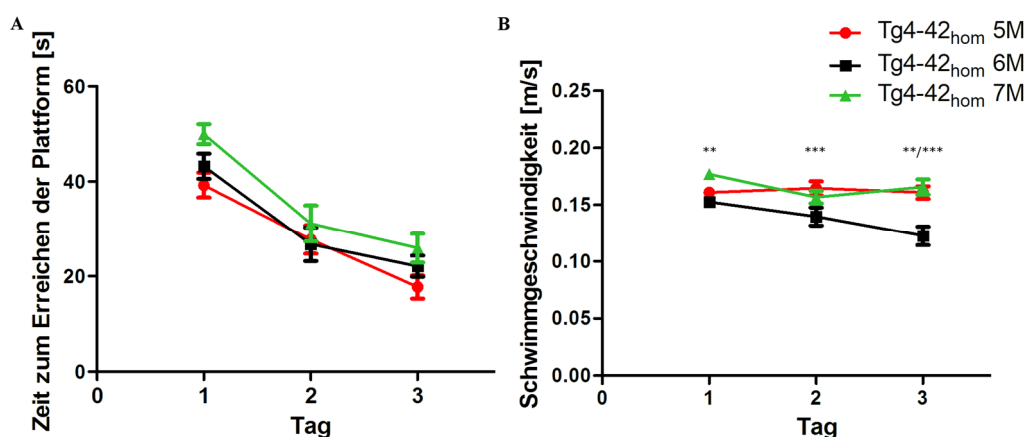 A
Zeit zum Erreichen der Plattform [s]
60
40
20
0
0 1 2 3
Tag
B
Tg4-42hom 5M
Tg4-42hom 6M
Tg4-42hom 7M
Schwimmgeschwindigkeit [m/s]
0.25
0.20
0.15
0.10
0.05
0.00
** *** **/***
0 1 2 3
Tag